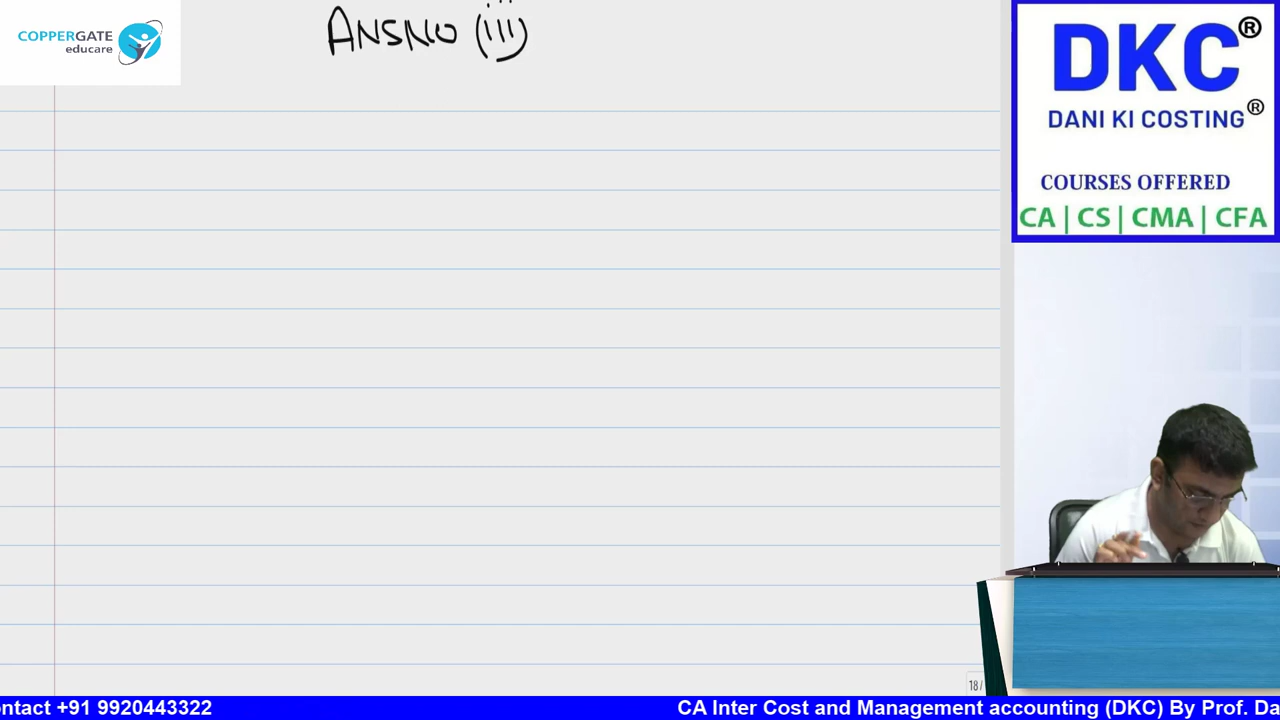 COPPERGATE
educare
ANSNO (iii)
DKC®
DANI KI COSTING®
COURSES OFFERED
CA | CS | CMA | CFA
18/
ntact +91 9920443322
CA Inter Cost and Management accounting (DKC) By Prof. Da